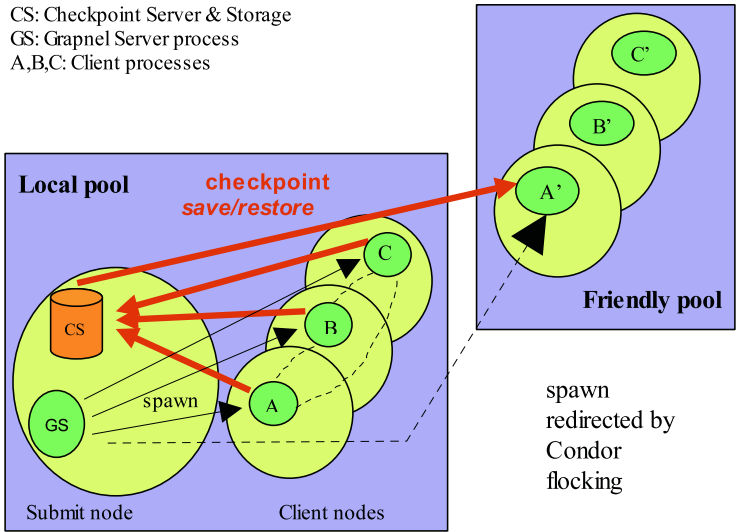 CS: Checkpoint Server & Storage
GS: Grapnel Server process
A,B,C: Client processes
C’
B’
A’
Friendly pool
Local pool
checkpoint
save/restore
C
CS
B
spawn
A
GS
Submit node
Client nodes
spawn
redirected by
Condor
flocking